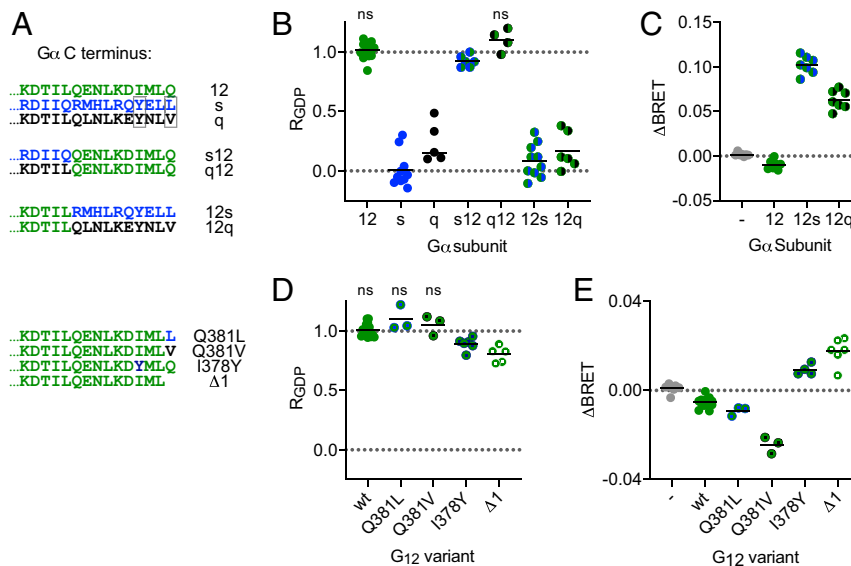 A
Gα C terminus:
...KDTILQENLKDIMLQ 12
RDIIQRMHLRQYELL s
...KDTILQLNLKEYNLV q
...RDIIQQENLKDIMLQ s12
...KDTILQENLKDIMLQ q12
...KDTILRMHLRQYELL 12s
...KDTILQLNLKEYNLV 12q
...KDTILQENLKDIMLL Q381L
...KDTILQENLKDIMLV Q381V
...KDTILQENLKDYMLQ I378Y
...KDTILQENLKDIML Δ1
B
ns ns
1.0
0.5
0.0
RGDP
12 s q s12 q12 12s 12q
Gα subunit
C
0.15
0.10
0.05
0.00
-0.05
ΔBRET
- 12 12s 12q
Gα Subunit
D
ns ns ns
1.0
0.5
0.0
RGDP
wt Q381L Q381V I378Y Δ1
G12 variant
E
0.04
0.00
-0.04
ΔBRET
- wt Q381L Q381V I378Y Δ1
G12 variant